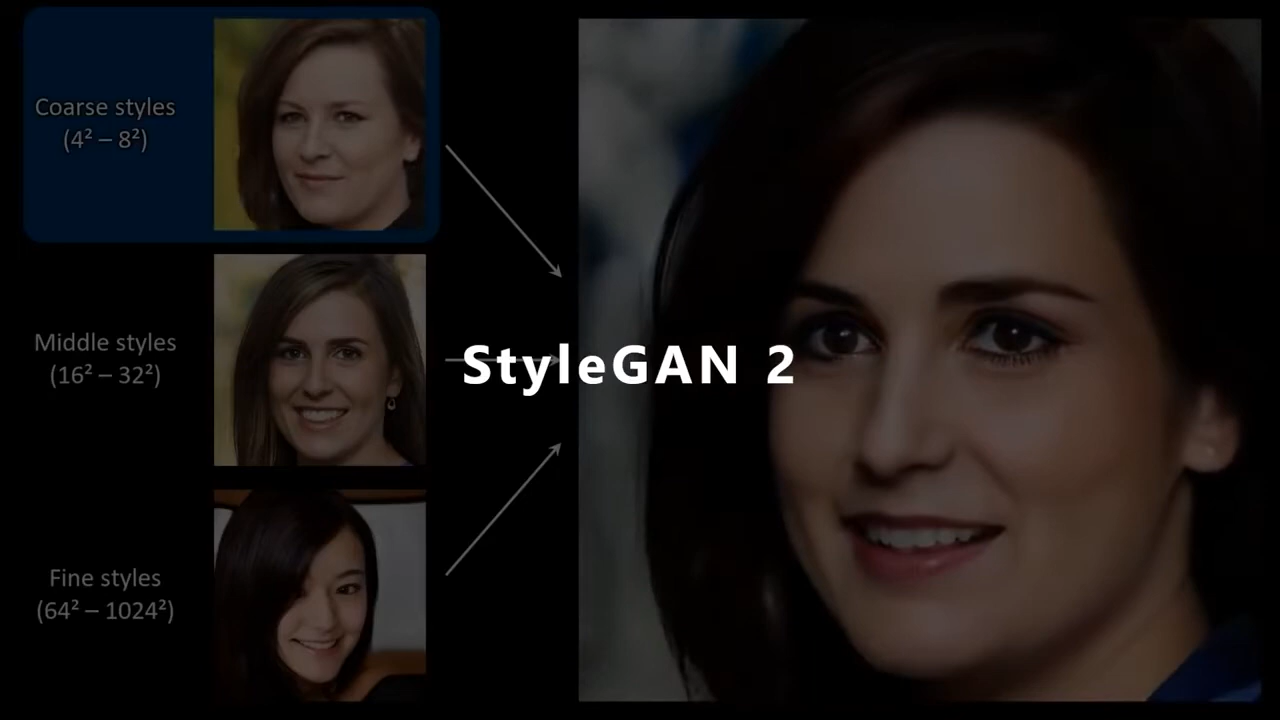 Coarse styles
(4² – 8²)
Middle styles
(16² – 32²)
StyleGAN 2
Fine styles
(64² – 1024²)